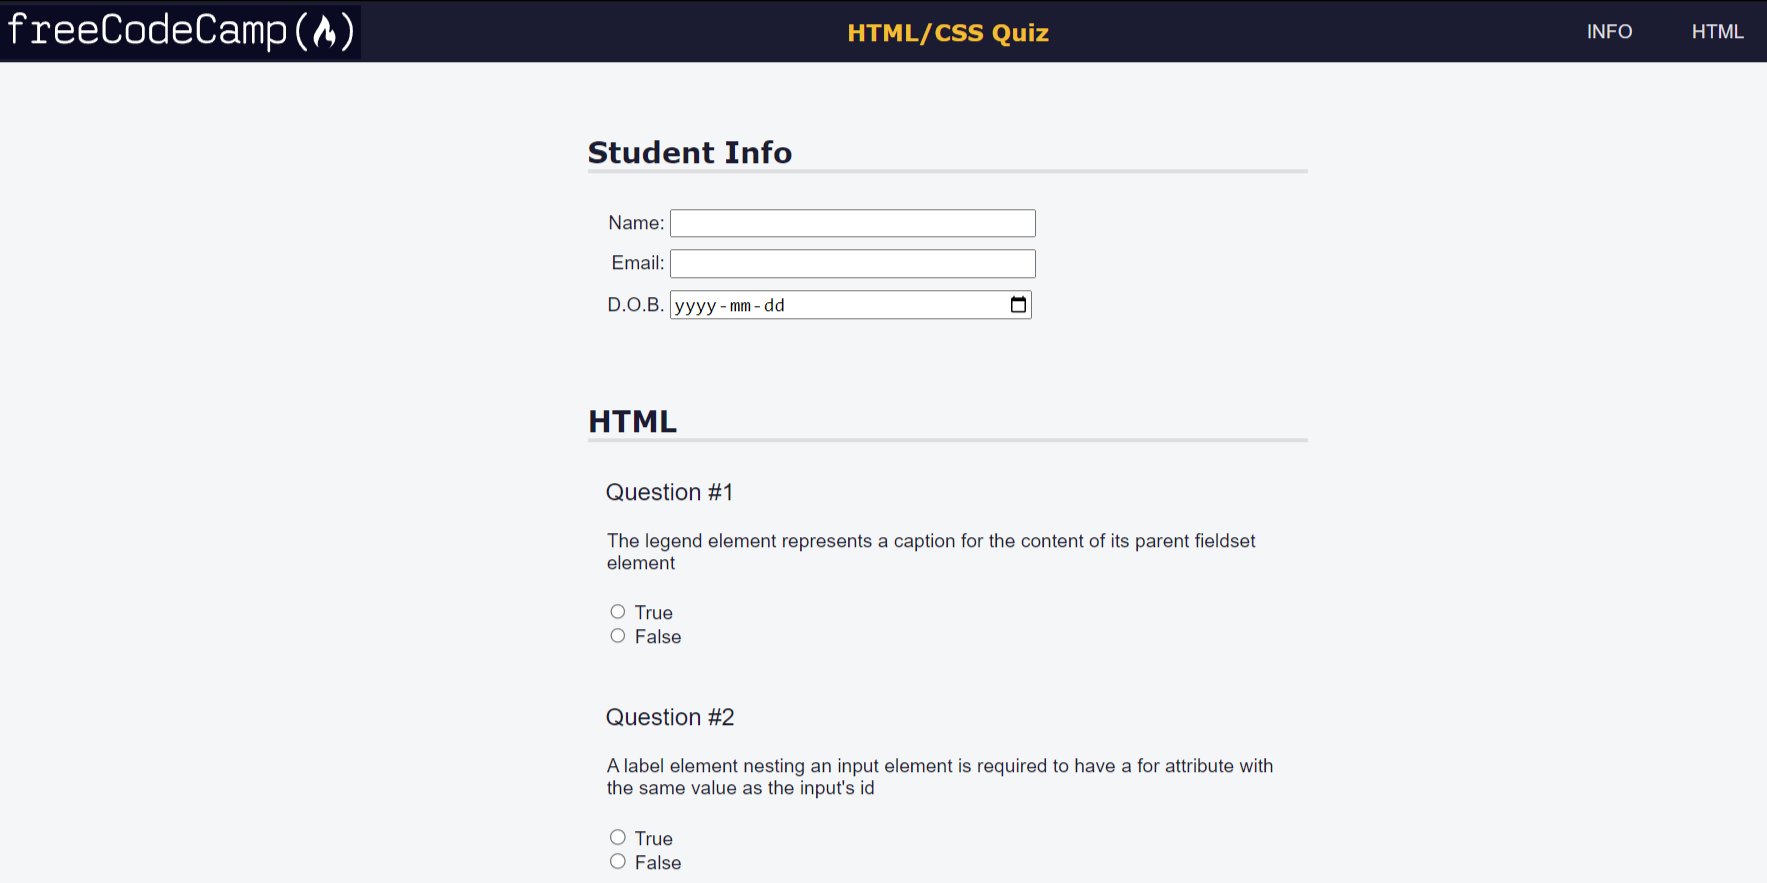 freeCodeCamp(🔥)
HTML/CSS Quiz
INFO
HTML
Student Info
Name:
Email:
D.O.B. yyyy-mm-dd
HTML
Question #1
The legend element represents a caption for the content of its parent fieldset
element
True
False
Question #2
A label element nesting an input element is required to have a for attribute with
the same value as the input's id
True
False